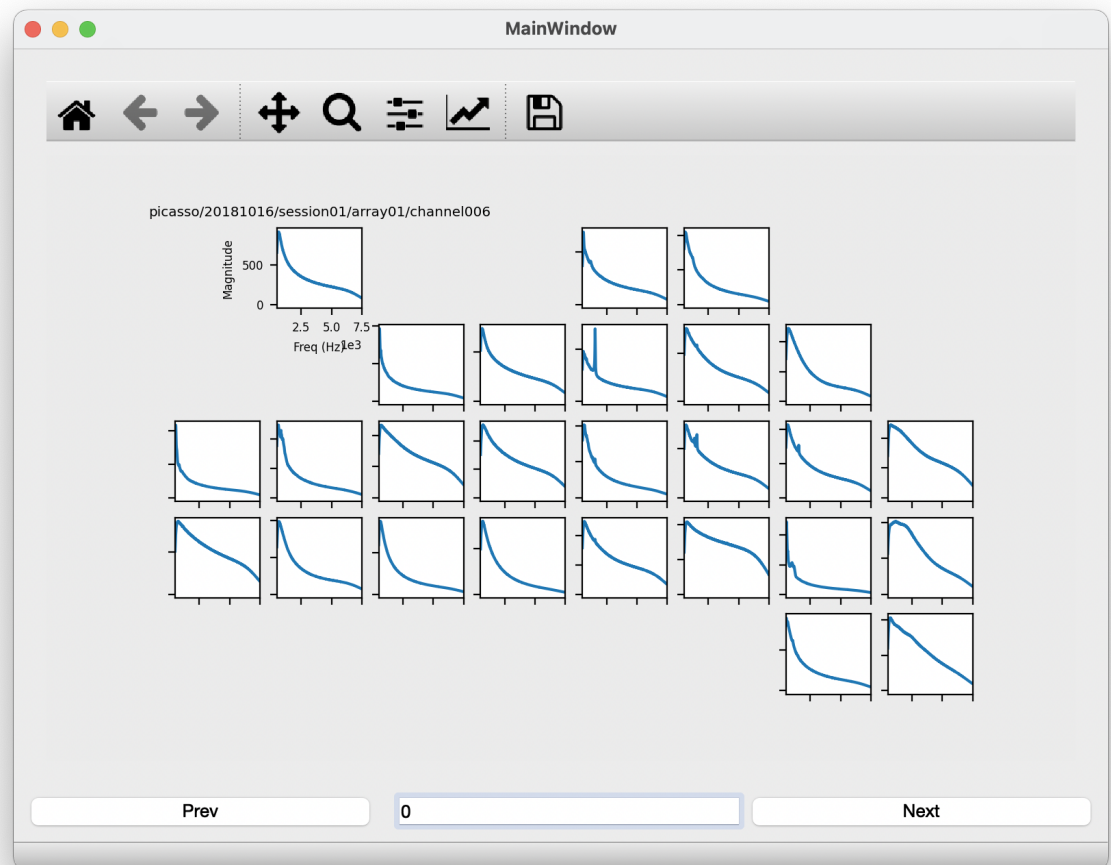 MainWindow
picasso/20181016/session01/array01/channel006
Magnitude
500
0
2.5 5.0 7.5
Freq (Hz)
1e3
Prev
0
Next